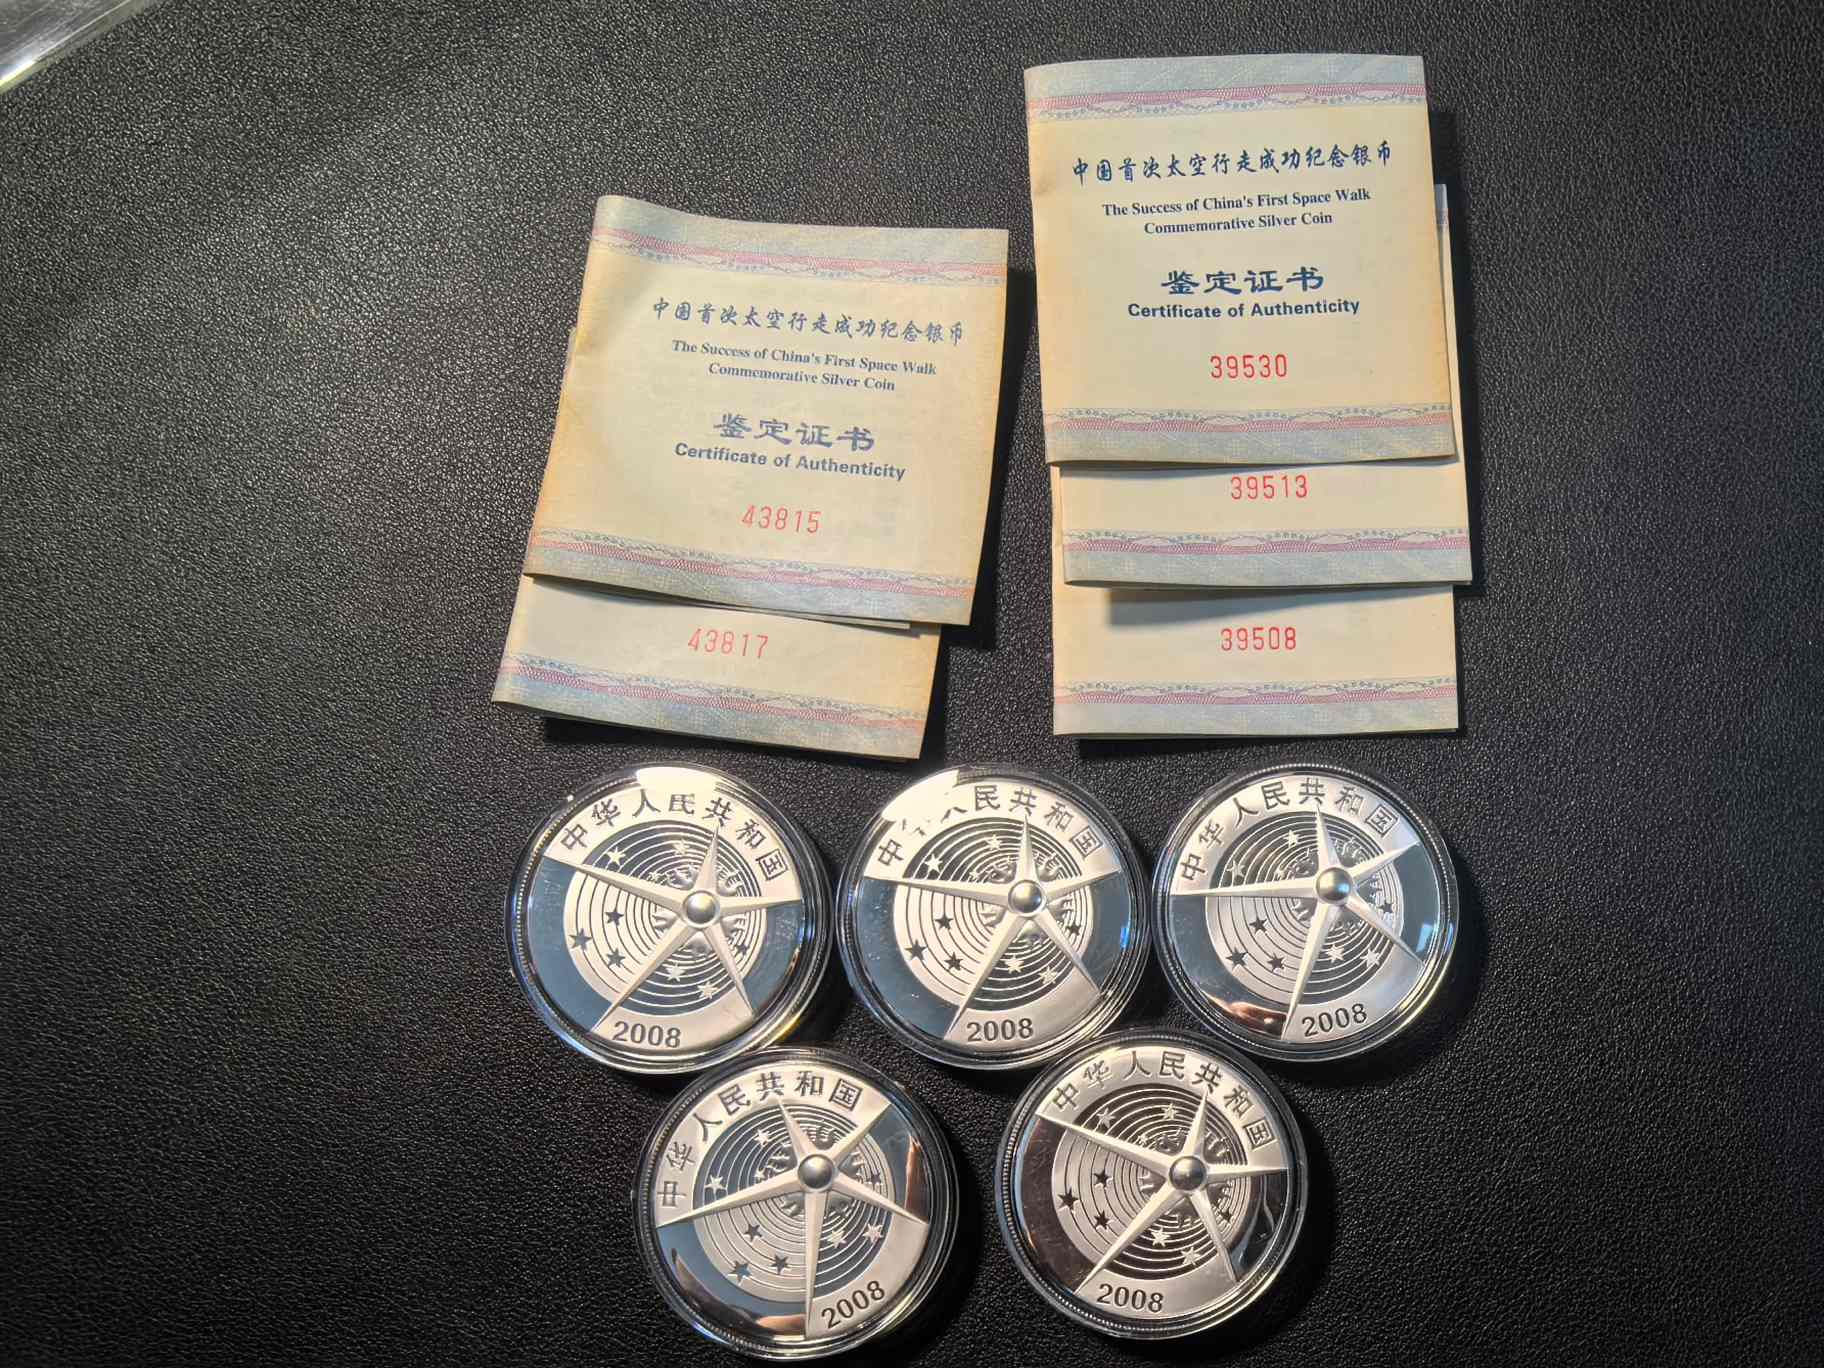 中国首次太空行走成功纪念银币
The Success of China's First Space Walk
Commemorative Silver Coin
鉴定证书
Certificate of Authenticity
43815
43817
中国首次太空行走成功纪念银币
The Success of China's First Space Walk
Commemorative Silver Coin
鉴定证书
Certificate of Authenticity
39530
39513
39508
中华人民共和国
2008
中华人民共和国
2008
中华人民共和国
2008
中华人民共和国
2008
中华人民共和国
2008